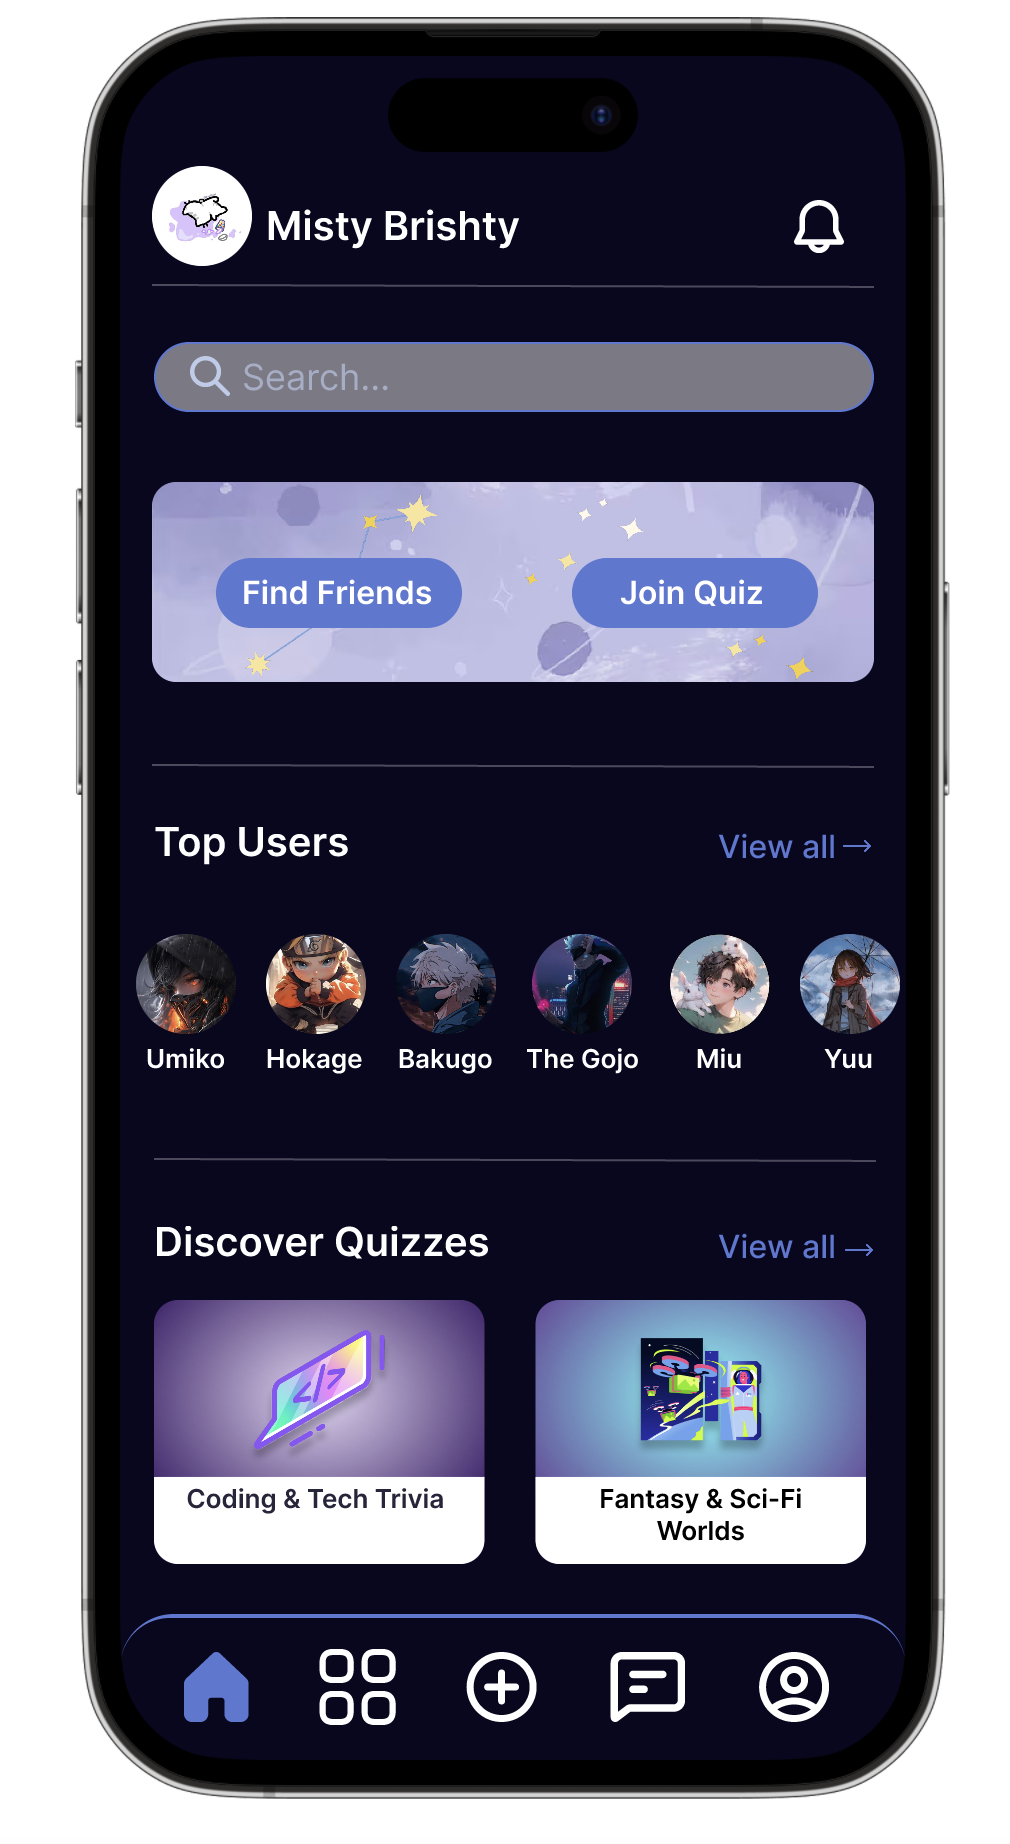 Misty Brishty
Search...
Find Friends
Join Quiz
Top Users
View all
Umiko
Hokage
Bakugo
The Gojo
Miu
Yuu
Discover Quizzes
View all
</>
Coding & Tech Trivia
Fantasy & Sci-Fi
Worlds